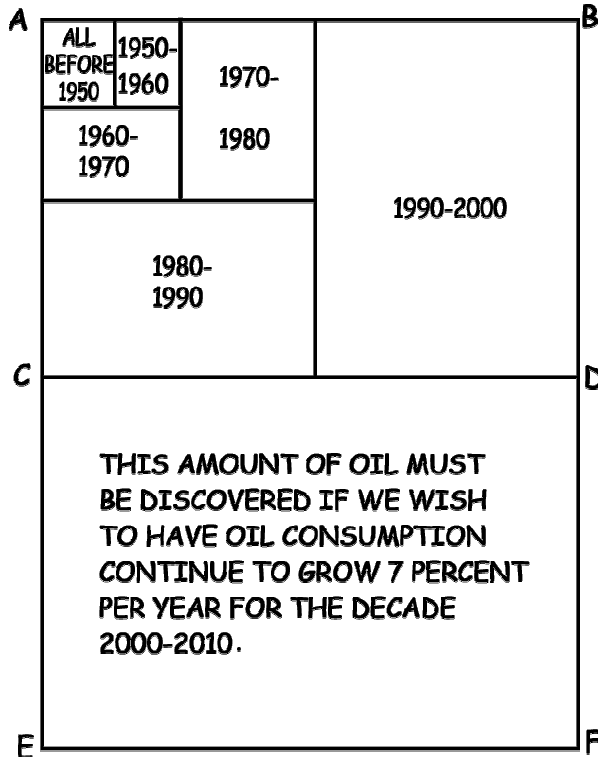 A
B
ALL
BEFORE
1950
1950-
1960
1970-
1980
1960-
1970
1990-2000
1980-
1990
C
D
THIS AMOUNT OF OIL MUST
BE DISCOVERED IF WE WISH
TO HAVE OIL CONSUMPTION
CONTINUE TO GROW 7 PERCENT
PER YEAR FOR THE DECADE
2000-2010.
E
F